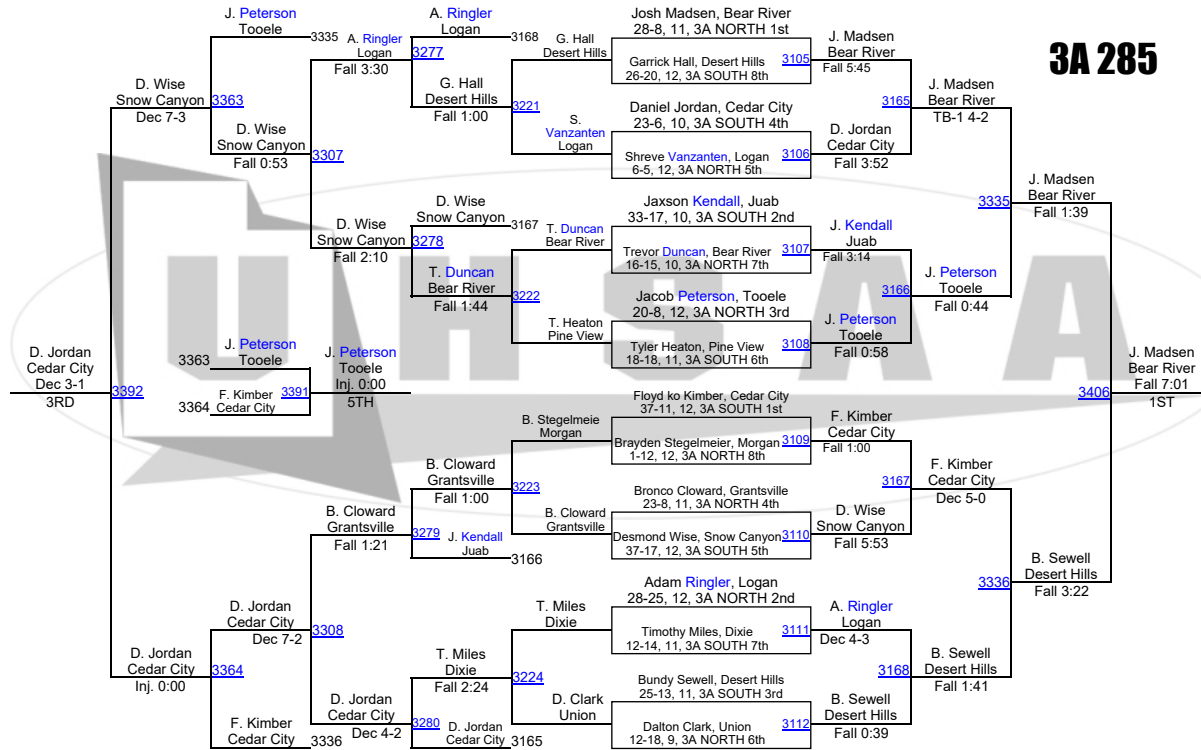 3A 285
J. Peterson
Tooele
3335
D. Wise
Snow Canyon
Dec 7-3
3363
D. Wise
Snow Canyon
Fall 0:53
A. Ringler
Logan
Fall 3:30
3307
D. Wise
Snow Canyon
Fall 2:10
A. Ringler
Logan
3168
3277
G. Hall
Desert Hills
Fall 1:00
G. Hall
Desert Hills
3221
S.
Vanzanten
Logan
D. Wise
Snow Canyon
3167
3278
T. Duncan
Bear River
Fall 1:44
T. Duncan
Bear River
3222
T. Heaton
Pine View
Josh Madsen, Bear River
28-8, 11, 3A NORTH 1st
Garrick Hall, Desert Hills
26-20, 12, 3A SOUTH 8th
3105
J. Madsen
Bear River
Fall 5:45
Daniel Jordan, Cedar City
23-6, 10, 3A SOUTH 4th
Shreve Vanzanten, Logan
6-5, 12, 3A NORTH 5th
3106
D. Jordan
Cedar City
Fall 3:52
3165
J. Madsen
Bear River
TB-1 4-2
Jaxson Kendall, Juab
33-17, 10, 3A SOUTH 2nd
Trevor Duncan, Bear River
16-15, 10, 3A NORTH 7th
3107
J. Kendall
Juab
Fall 3:14
Jacob Peterson, Tooele
20-8, 12, 3A NORTH 3rd
Tyler Heaton, Pine View
18-18, 11, 3A SOUTH 6th
3108
J. Peterson
Tooele
Fall 0:58
3166
J. Peterson
Tooele
Fall 0:44
3335
J. Madsen
Bear River
Fall 1:39
UHSAA
D. Jordan
Cedar City
Dec 3-1
3RD
3392
3363
J. Peterson
Tooele
3364
F. Kimber
Cedar City
3391
J. Peterson
Tooele
Inj. 0:00
5TH
3406
J. Madsen
Bear River
Fall 7:01
1ST
Floyd ko Kimber, Cedar City
37-11, 12, 3A SOUTH 1st
Brayden Stegelmeier, Morgan
1-12, 12, 3A NORTH 8th
3109
F. Kimber
Cedar City
Fall 1:00
Bronco Cloward, Grantsville
23-8, 11, 3A NORTH 4th
Desmond Wise, Snow Canyon
37-17, 12, 3A SOUTH 5th
3110
D. Wise
Snow Canyon
Fall 5:53
3167
F. Kimber
Cedar City
Dec 5-0
Adam Ringler, Logan
28-25, 12, 3A NORTH 2nd
Timothy Miles, Dixie
12-14, 11, 3A SOUTH 7th
3111
A. Ringler
Logan
Dec 4-3
Bundy Sewell, Desert Hills
25-13, 11, 3A SOUTH 3rd
Dalton Clark, Union
12-18, 9, 3A NORTH 6th
3112
B. Sewell
Desert Hills
Fall 0:39
3168
B. Sewell
Desert Hills
Fall 1:41
3336
B. Sewell
Desert Hills
Fall 3:22
B. Stegelmeie
Morgan
3223
B. Cloward
Grantsville
B. Cloward
Grantsville
Fall 1:00
3279
J. Kendall
Juab
3166
B. Cloward
Grantsville
Fall 1:21
3308
D. Jordan
Cedar City
Dec 7-2
T. Miles
Dixie
3224
D. Clark
Union
T. Miles
Dixie
Fall 2:24
3280
D. Jordan
Cedar City
3165
D. Jordan
Cedar City
Dec 4-2
D. Jordan
Cedar City
Inj. 0:00
3364
F. Kimber
Cedar City
3336